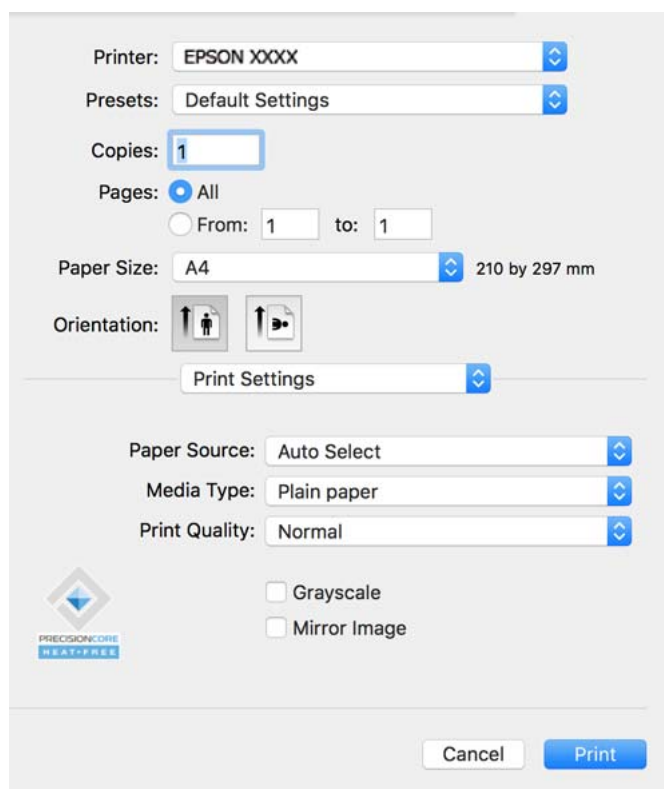 Printer: EPSON XXXX
Presets: Default Settings
Copies: 1
Pages: All
From: 1 to: 1
Paper Size: A4 210 by 297 mm
Orientation:
Print Settings
Paper Source: Auto Select
Media Type: Plain paper
Print Quality: Normal
Grayscale
Mirror Image
PRECISIONCORE
HEAT-FREE
Cancel Print